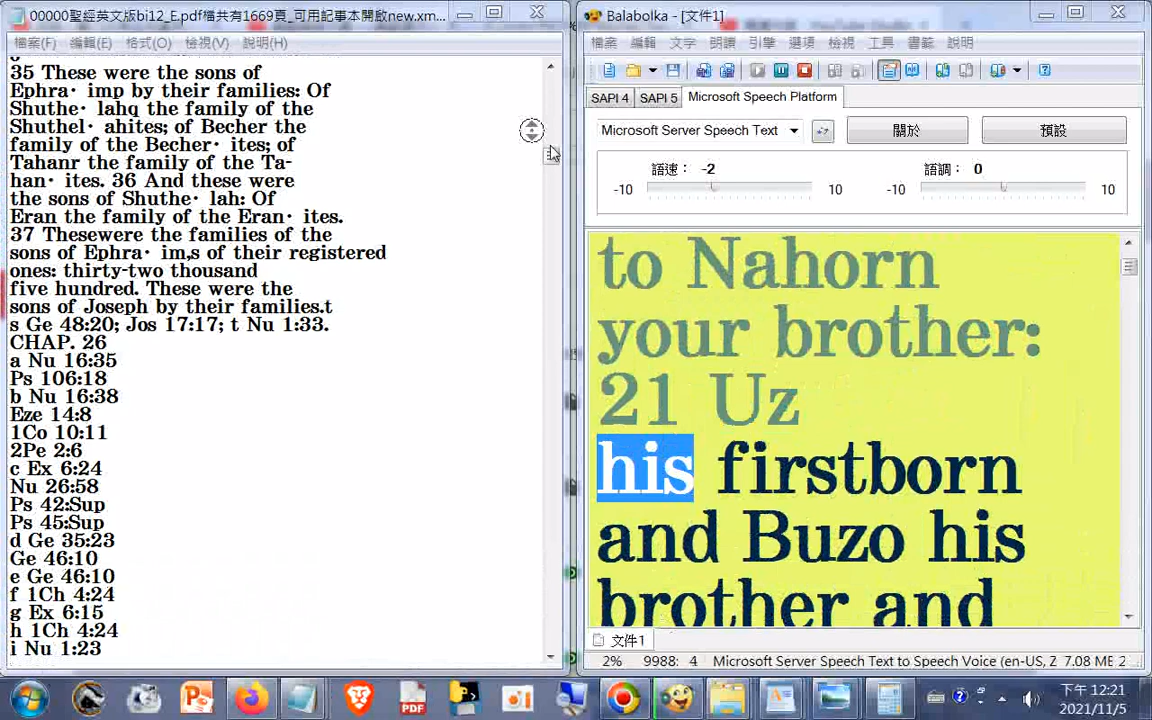 00000聖經英文版bi12_E.pdf檔共有1669頁_可用記事本開啟new.xm...
檔案(F) 編輯(E) 格式(O) 檢視(V) 說明(H)
35 These were the sons of
Ephra· imp by their families: Of
Shuthe· lahq the family of the
Shuthel· ahites; of Becher the
family of the Becher· ites; of
Tahanr the family of the Ta-
han· ites. 36 And these were
the sons of Shuthe· lah: Of
Eran the family of the Eran· ites.
37 Thesewere the families of the
sons of Ephra· im,s of their registered
ones: thirty-two thousand
five hundred. These were the
sons of Joseph by their families.t
s Ge 48:20; Jos 17:17; t Nu 1:33.
CHAP. 26
a Nu 16:35
Ps 106:18
b Nu 16:38
Eze 14:8
1Co 10:11
2Pe 2:6
c Ex 6:24
Nu 26:58
Ps 42:Sup
Ps 45:Sup
d Ge 35:23
Ge 46:10
e Ge 46:10
f 1Ch 4:24
g Ex 6:15
h 1Ch 4:24
i Nu 1:23
Balabolka - [文件1]
檔案 編輯 文字 朗讀 引擎 選項 檢視 工具 書籤 說明
SAPI 4 SAPI 5 Microsoft Speech Platform
Microsoft Server Speech Text 關於 預設
語速: -2 語調: 0
-10 10 -10 10
to Nahorn
your brother:
21 Uz
his firstborn
and Buzo his
brother and
文件1
2% 9988: 4 Microsoft Server Speech Text to Speech Voice (en-US, Z 7.08 ME 2
下午 12:21
2021/11/5